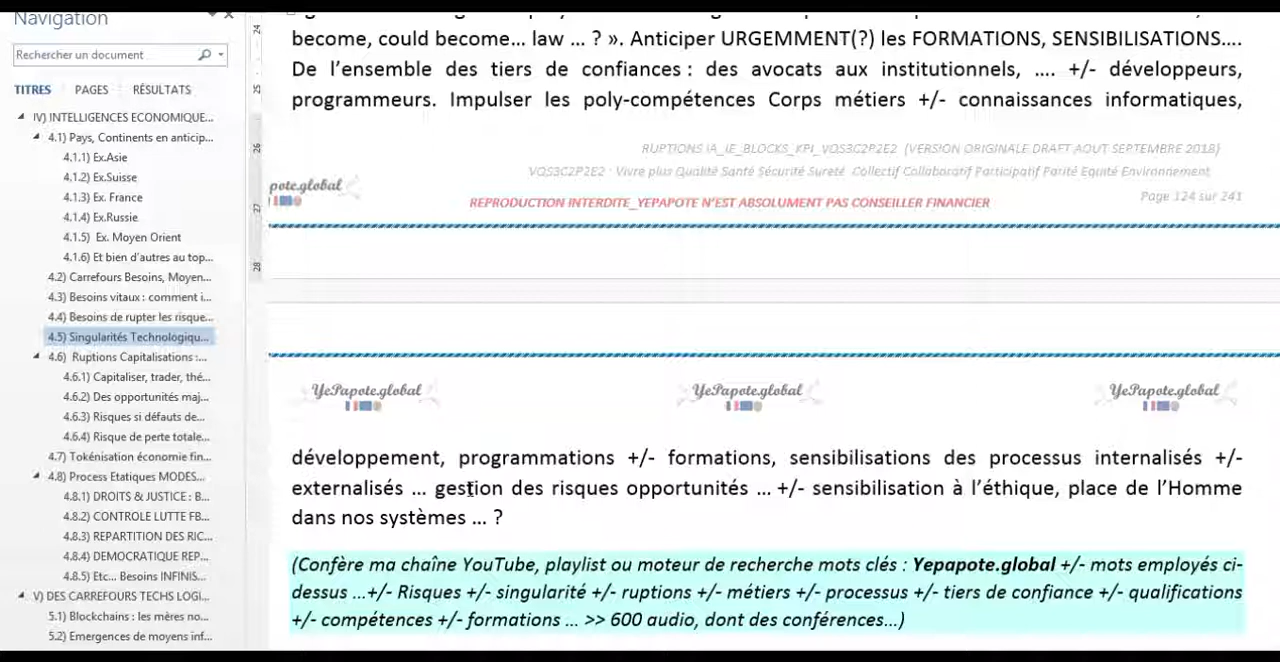 Navigation
Rechercher un document
TITRES PAGES RÉSULTATS
IV) INTELLIGENCES ECONOMIQUE...
4.1) Pays, Continents en anticip...
4.1.1) Ex.Asie
4.1.2) Ex.Suisse
4.1.3) Ex. France
4.1.4) Ex.Russie
4.1.5) Ex. Moyen Orient
4.1.6) Et bien d'autres au top...
4.2) Carrefours Besoins, Moyen...
4.3) Besoins vitaux : comment i...
4.4) Besoins de rupter les risque...
4.5) Singularités Technologiqu...
4.6) Ruptions Capitalisations :...
4.6.1) Capitaliser, trader, thé...
4.6.2) Des opportunités maj...
4.6.3) Risques si défauts de...
4.6.4) Risque de perte totale...
4.7) Tokénisation économie fin...
4.8) Process Etatiques MODES...
4.8.1) DROITS & JUSTICE : B...
4.8.2) CONTROLE LUTTE FB...
4.8.3) REPARTITION DES RIC...
4.8.4) DEMOCRATIQUE REP...
4.8.5) Etc... Besoins INFINIS...
V) DES CARREFOURS TECHS LOGI...
5.1) Blockchains : les mères no...
5.2) Emergences de moyens inf...
24
25
26
27
28
become, could become... law ... ? ». Anticiper URGEMMENT(?) les FORMATIONS, SENSIBILISATIONS....
De l'ensemble des tiers de confiances : des avocats aux institutionnels, .... +/- développeurs,
programmeurs. Impulser les poly-compétences Corps métiers +/- connaissances informatiques,
RUPTIONS IA_IE_BLOCKS_KPI_VQS3C2P2E2 (VERSION ORIGINALE DRAFT AOUT SEPTEMBRE 2018)
VQS3C2P2E2 : Vivre plus Qualité Santé Sécurité Sureté Collectif Collaboratif Participatif Parité Equité Environnement
pote.global
REPRODUCTION INTERDITE_YEPAPOTE N'EST ABSOLUMENT PAS CONSEILLER FINANCIER
Page 124 sur 241
YePapote.global YePapote.global YePapote.global
développement, programmations +/- formations, sensibilisations des processus internalisés +/-
externalisés ... gestion des risques opportunités ... +/- sensibilisation à l'éthique, place de l'Homme
dans nos systèmes ... ?
(Confère ma chaîne YouTube, playlist ou moteur de recherche mots clés : Yepapote.global +/- mots employés ci-
dessus ...+/- Risques +/- singularité +/- ruptions +/- métiers +/- processus +/- tiers de confiance +/- qualifications
+/- compétences +/- formations ... >> 600 audio, dont des conférences...)